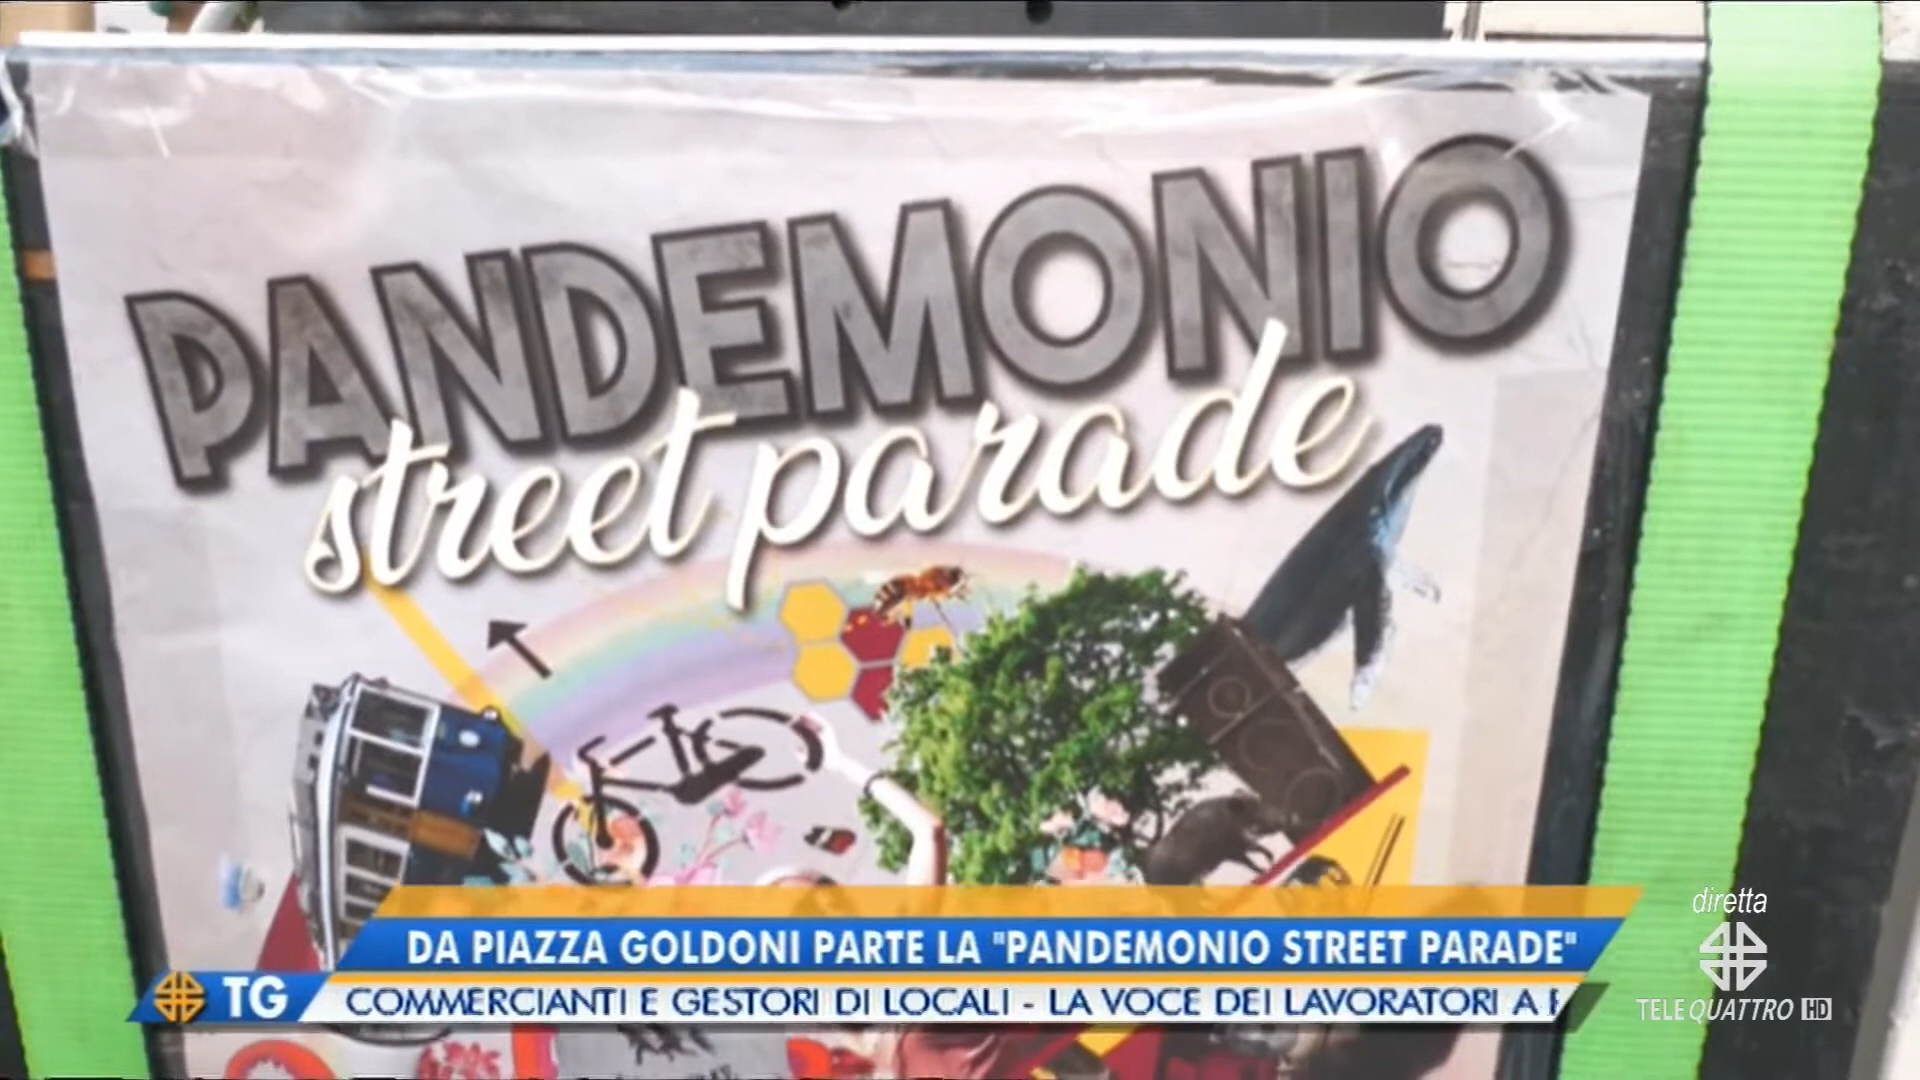 PANDEMONIO
street parade
DA PIAZZA GOLDONI PARTE LA "PANDEMONIO STREET PARADE"
TG
COMMERCIANTI E GESTORI DI LOCALI - LA VOCE DEI LAVORATORI A
diretta
TELEQUATTRO HD